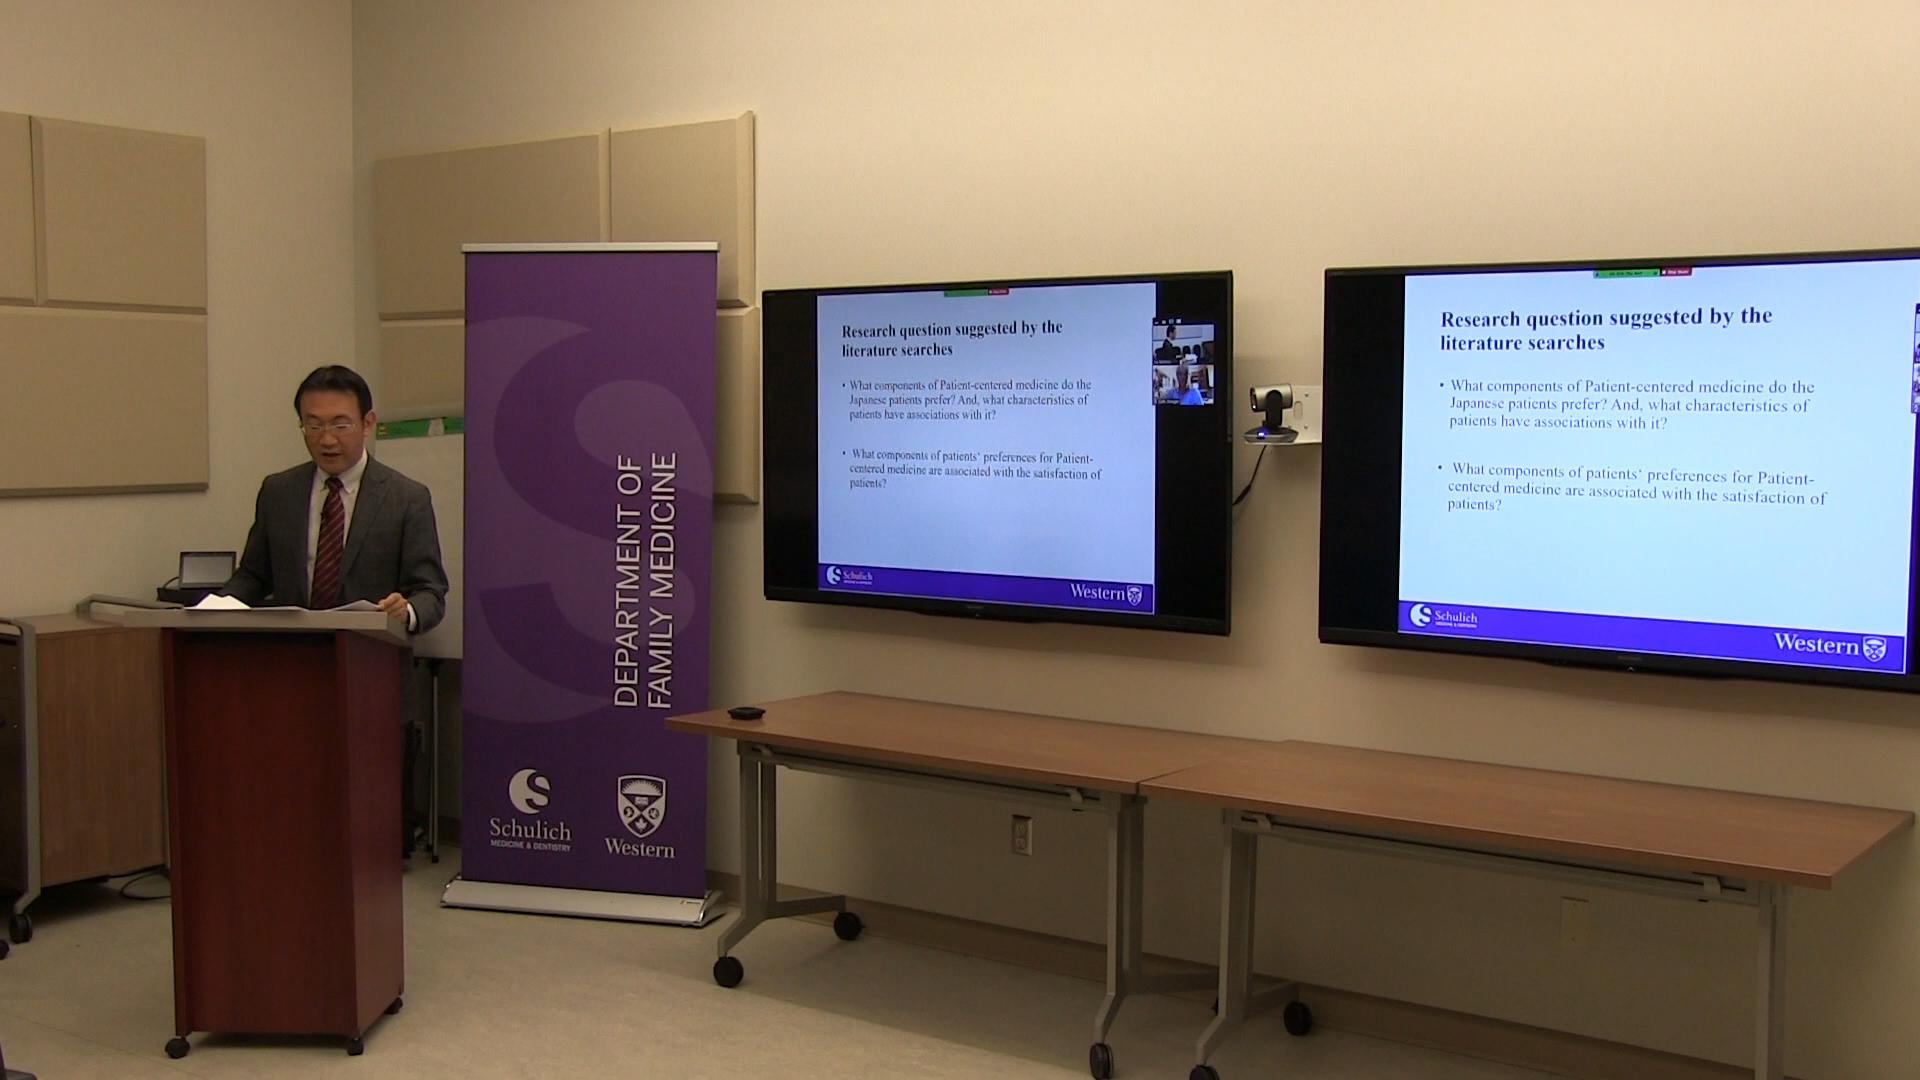 DEPARTMENT OF
FAMILY MEDICINE
Schulich
MEDICINE & DENTISTRY
Western
Research question suggested by the
literature searches
• What components of Patient-centered medicine do the
Japanese patients prefer? And, what characteristics of
patients have associations with it?
• What components of patients' preferences for Patient-
centered medicine are associated with the satisfaction of
patients?
Schulich
MEDICINE & DENTISTRY
Western
Research question suggested by the
literature searches
• What components of Patient-centered medicine do the
Japanese patients prefer? And, what characteristics of
patients have associations with it?
• What components of patients' preferences for Patient-
centered medicine are associated with the satisfaction of
patients?
Schulich
MEDICINE & DENTISTRY
Western